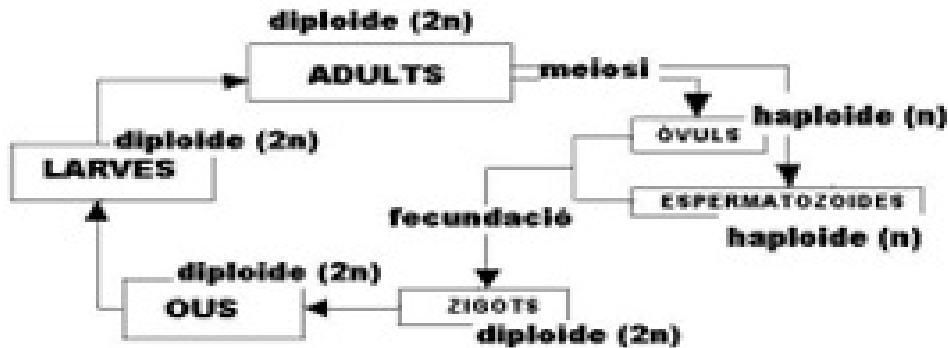 diploide (2n)
ADULTS
meiosi
haploide (n)
ÒVULS
diploide (2n)
LARVES
ESPERMATOZOIDES
haploide (n)
fecundació
diploide (2n)
OUS
ZIGOTS
diploide (2n)